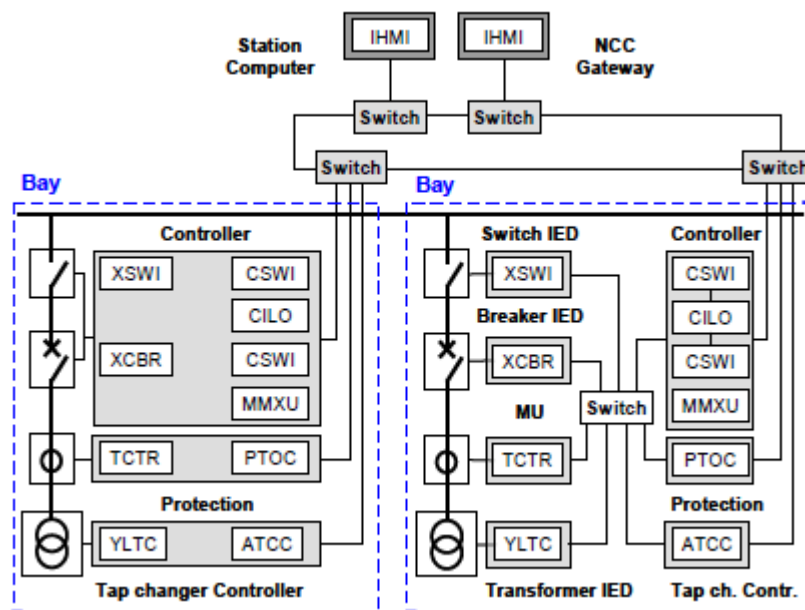 Station
Computer
IHMI
IHMI
NCC
Gateway
Switch
Switch
Switch
Switch
Bay
Controller
XSWI
CSWI
CILO
XCBR
CSWI
MMXU
TCTR
PTOC
Protection
YLTC
ATCC
Tap changer Controller
Bay
Switch IED
XSWI
Breaker IED
XCBR
MU
TCTR
YLTC
Transformer IED
Switch
Controller
CSWI
CILO
CSWI
MMXU
PTOC
Protection
ATCC
Tap ch. Contr.